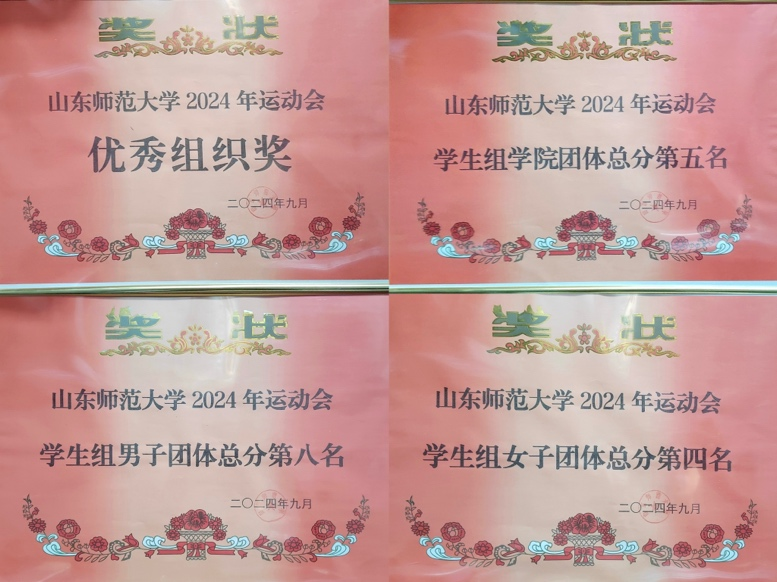 奖状
山东师范大学 2024 年运动会
优秀组织奖
二〇二四年九月
奖状
山东师范大学 2024 年运动会
学生组学院团体总分第五名
二〇二四年九月
奖状
山东师范大学 2024 年运动会
学生组男子团体总分第八名
二〇二四年九月
奖状
山东师范大学 2024 年运动会
学生组女子团体总分第四名
二〇二四年九月